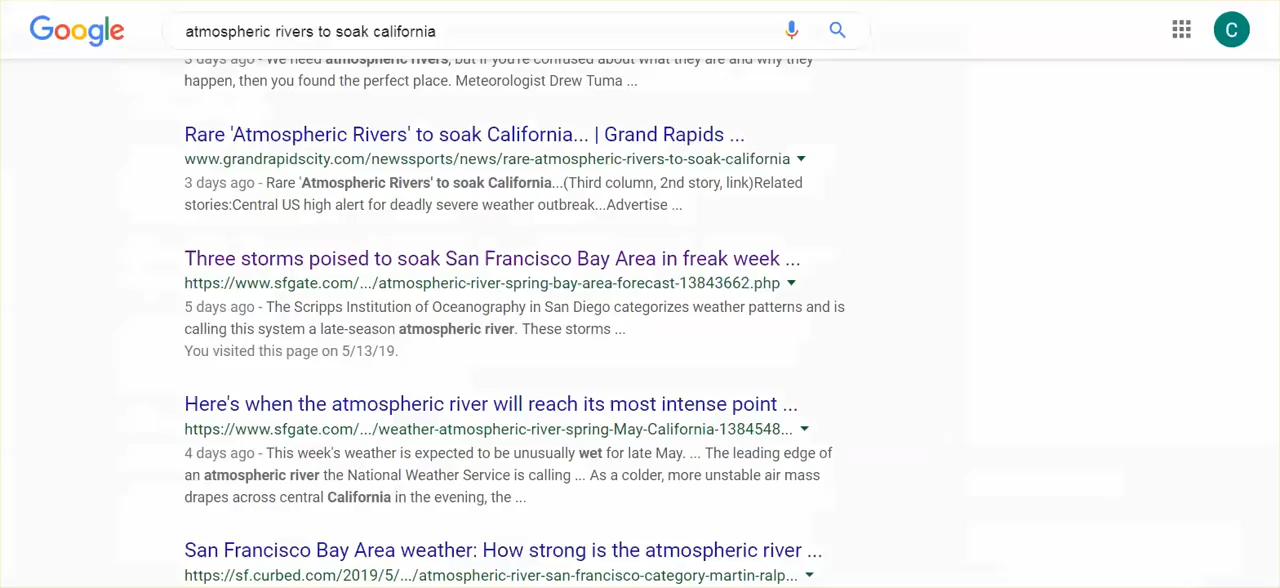 Google
atmospheric rivers to soak california
C
3 days ago - We need atmospheric rivers, but if you're confused about what they are and why they
happen, then you found the perfect place. Meteorologist Drew Tuma ...
Rare 'Atmospheric Rivers' to soak California... | Grand Rapids ...
www.grandrapidscity.com/newssports/news/rare-atmospheric-rivers-to-soak-california
3 days ago - Rare 'Atmospheric Rivers' to soak California...(Third column, 2nd story, link)Related
stories:Central US high alert for deadly severe weather outbreak...Advertise ...
Three storms poised to soak San Francisco Bay Area in freak week ...
https://www.sfgate.com/.../atmospheric-river-spring-bay-area-forecast-13843662.php
5 days ago - The Scripps Institution of Oceanography in San Diego categorizes weather patterns and is
calling this system a late-season atmospheric river. These storms ...
You visited this page on 5/13/19.
Here's when the atmospheric river will reach its most intense point ...
https://www.sfgate.com/.../weather-atmospheric-river-spring-May-California-1384548...
4 days ago - This week's weather is expected to be unusually wet for late May. ... The leading edge of
an atmospheric river the National Weather Service is calling ... As a colder, more unstable air mass
drapes across central California in the evening, the ...
San Francisco Bay Area weather: How strong is the atmospheric river ...
https://sf.curbed.com/2019/5/.../atmospheric-river-san-francisco-category-martin-ralp...